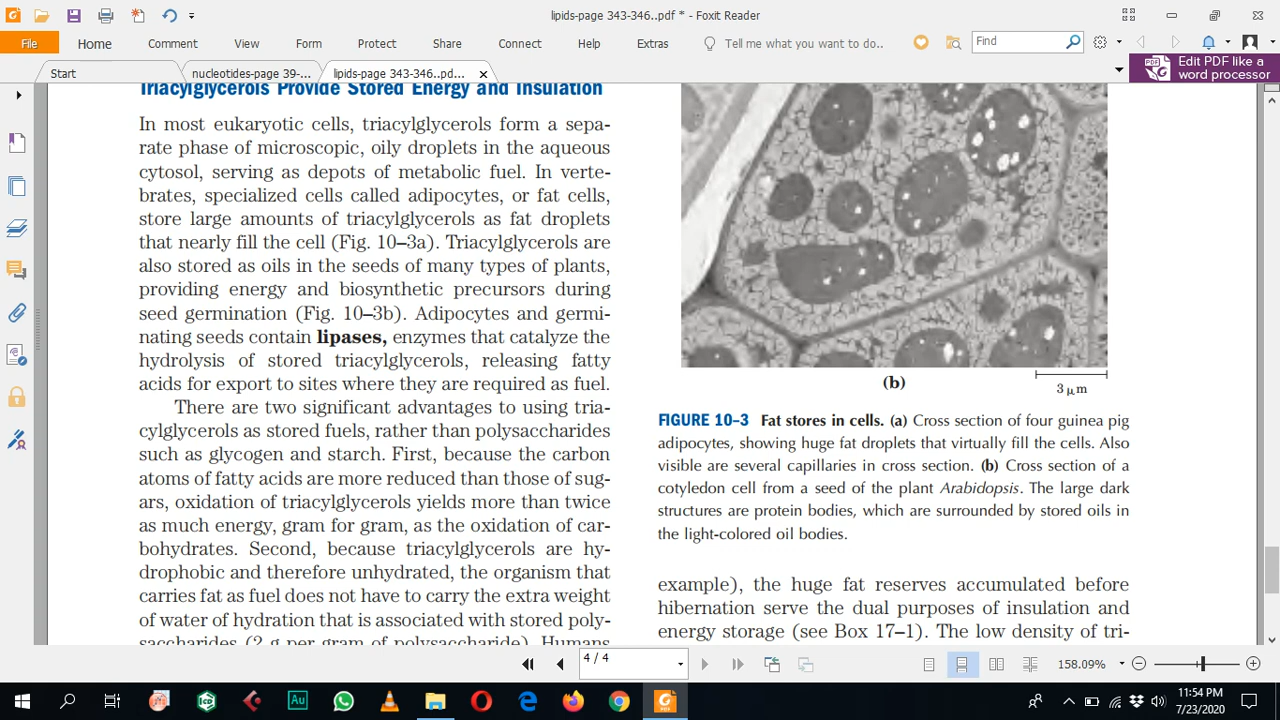 lipids-page 343-346..pdf * - Foxit Reader
File Home Comment View Form Protect Share Connect Help Extras Tell me what you want to do.. Find
Start nucleotides-page 39-... lipids-page 343-346..pd... Edit PDF like a
word processor
Triacylglycerols Provide Stored Energy and Insulation
In most eukaryotic cells, triacylglycerols form a sepa-
rate phase of microscopic, oily droplets in the aqueous
cytosol, serving as depots of metabolic fuel. In verte-
brates, specialized cells called adipocytes, or fat cells,
store large amounts of triacylglycerols as fat droplets
that nearly fill the cell (Fig. 10–3a). Triacylglycerols are
also stored as oils in the seeds of many types of plants,
providing energy and biosynthetic precursors during
seed germination (Fig. 10–3b). Adipocytes and germi-
nating seeds contain lipases, enzymes that catalyze the
hydrolysis of stored triacylglycerols, releasing fatty
acids for export to sites where they are required as fuel.
There are two significant advantages to using tria-
cylglycerols as stored fuels, rather than polysaccharides
such as glycogen and starch. First, because the carbon
atoms of fatty acids are more reduced than those of sug-
ars, oxidation of triacylglycerols yields more than twice
as much energy, gram for gram, as the oxidation of car-
bohydrates. Second, because triacylglycerols are hy-
drophobic and therefore unhydrated, the organism that
carries fat as fuel does not have to carry the extra weight
of water of hydration that is associated with stored poly-
saccharides (2 g per gram of polysaccharide). Humans
(b)
3 μm
FIGURE 10–3 Fat stores in cells. (a) Cross section of four guinea pig
adipocytes, showing huge fat droplets that virtually fill the cells. Also
visible are several capillaries in cross section. (b) Cross section of a
cotyledon cell from a seed of the plant Arabidopsis. The large dark
structures are protein bodies, which are surrounded by stored oils in
the light-colored oil bodies.
example), the huge fat reserves accumulated before
hibernation serve the dual purposes of insulation and
energy storage (see Box 17–1). The low density of tri-
4 / 4
158.09%
11:54 PM
7/23/2020